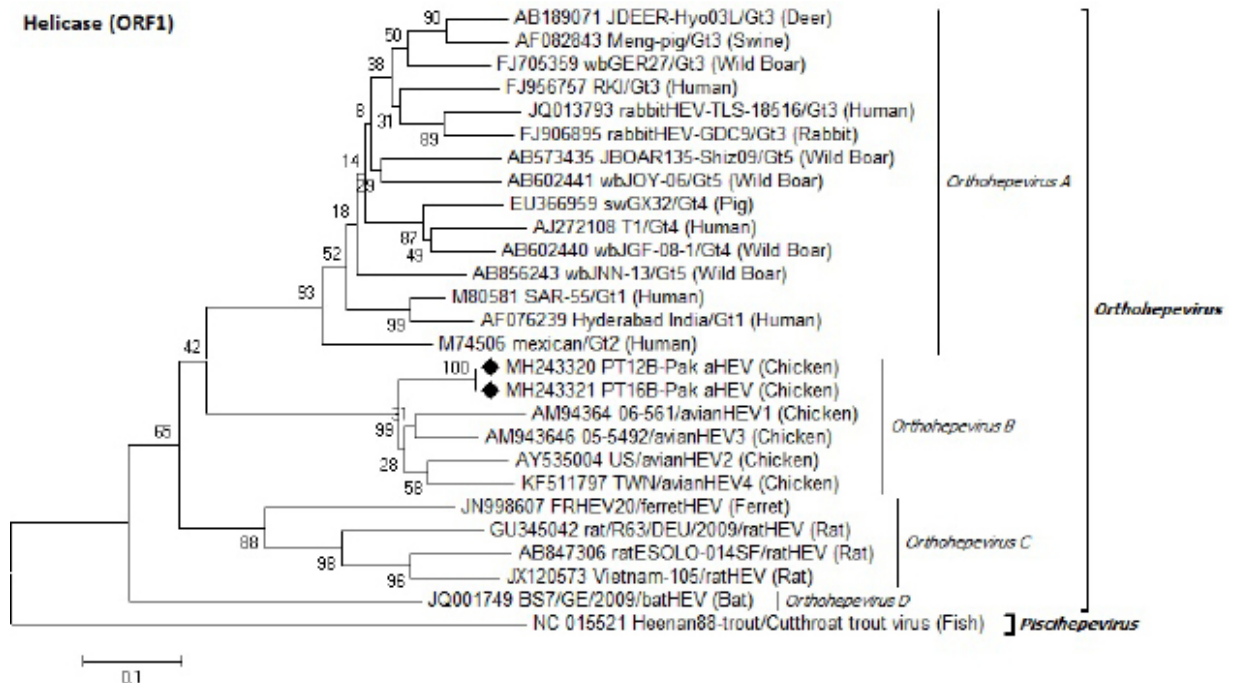 Helicase (ORF1)
90
AB189071 JDEER-Hyo03L/Gt3 (Deer)
50
AF082843 Meng-pig/Gt3 (Swine)
38
FJ705359 wbGER27/Gt3 (Wild Boar)
FJ956757 RKI/Gt3 (Human)
8
31
JQ013793 rabbitHEV-TLS-18516/Gt3 (Human)
89
FJ906895 rabbitHEV-GDC9/Gt3 (Rabbit)
14
AB573435 JBOAR135-Shiz09/Gt5 (Wild Boar)
29
AB602441 wbJOY-06/Gt5 (Wild Boar)
Orthohepevirus A
18
EU366959 swGX32/Gt4 (Pig)
87
AJ272108 T1/Gt4 (Human)
49
AB602440 wbJGF-08-1/Gt4 (Wild Boar)
52
AB856243 wbJNN-13/Gt5 (Wild Boar)
93
M80581 SAR-55/Gt1 (Human)
99
AF076239 Hyderabad India/Gt1 (Human)
Orthohepevirus
M74506 mexican/Gt2 (Human)
42
100
MH243320 PT12B-Pak aHEV (Chicken)
MH243321 PT16B-Pak aHEV (Chicken)
31
AM94364 06-561/avianHEV1 (Chicken)
Orthohepevirus B
65
99
AM943646 05-5492/avianHEV3 (Chicken)
28
AY535004 US/avianHEV2 (Chicken)
58
KF511797 TWN/avianHEV4 (Chicken)
JN998607 FRHEV20/ferretHEV (Ferret)
88
GU345042 rat/R63/DEU/2009/ratHEV (Rat)
Orthohepevirus C
98
AB847306 ratESOLO-014SF/ratHEV (Rat)
96
JX120573 Vietnam-105/ratHEV (Rat)
JQ001749 BS7/GE/2009/batHEV (Bat)
Orthohepevirus D
NC 015521 Heenan88-trout/Cutthroat trout virus (Fish)
Piscihepevirus
0.1